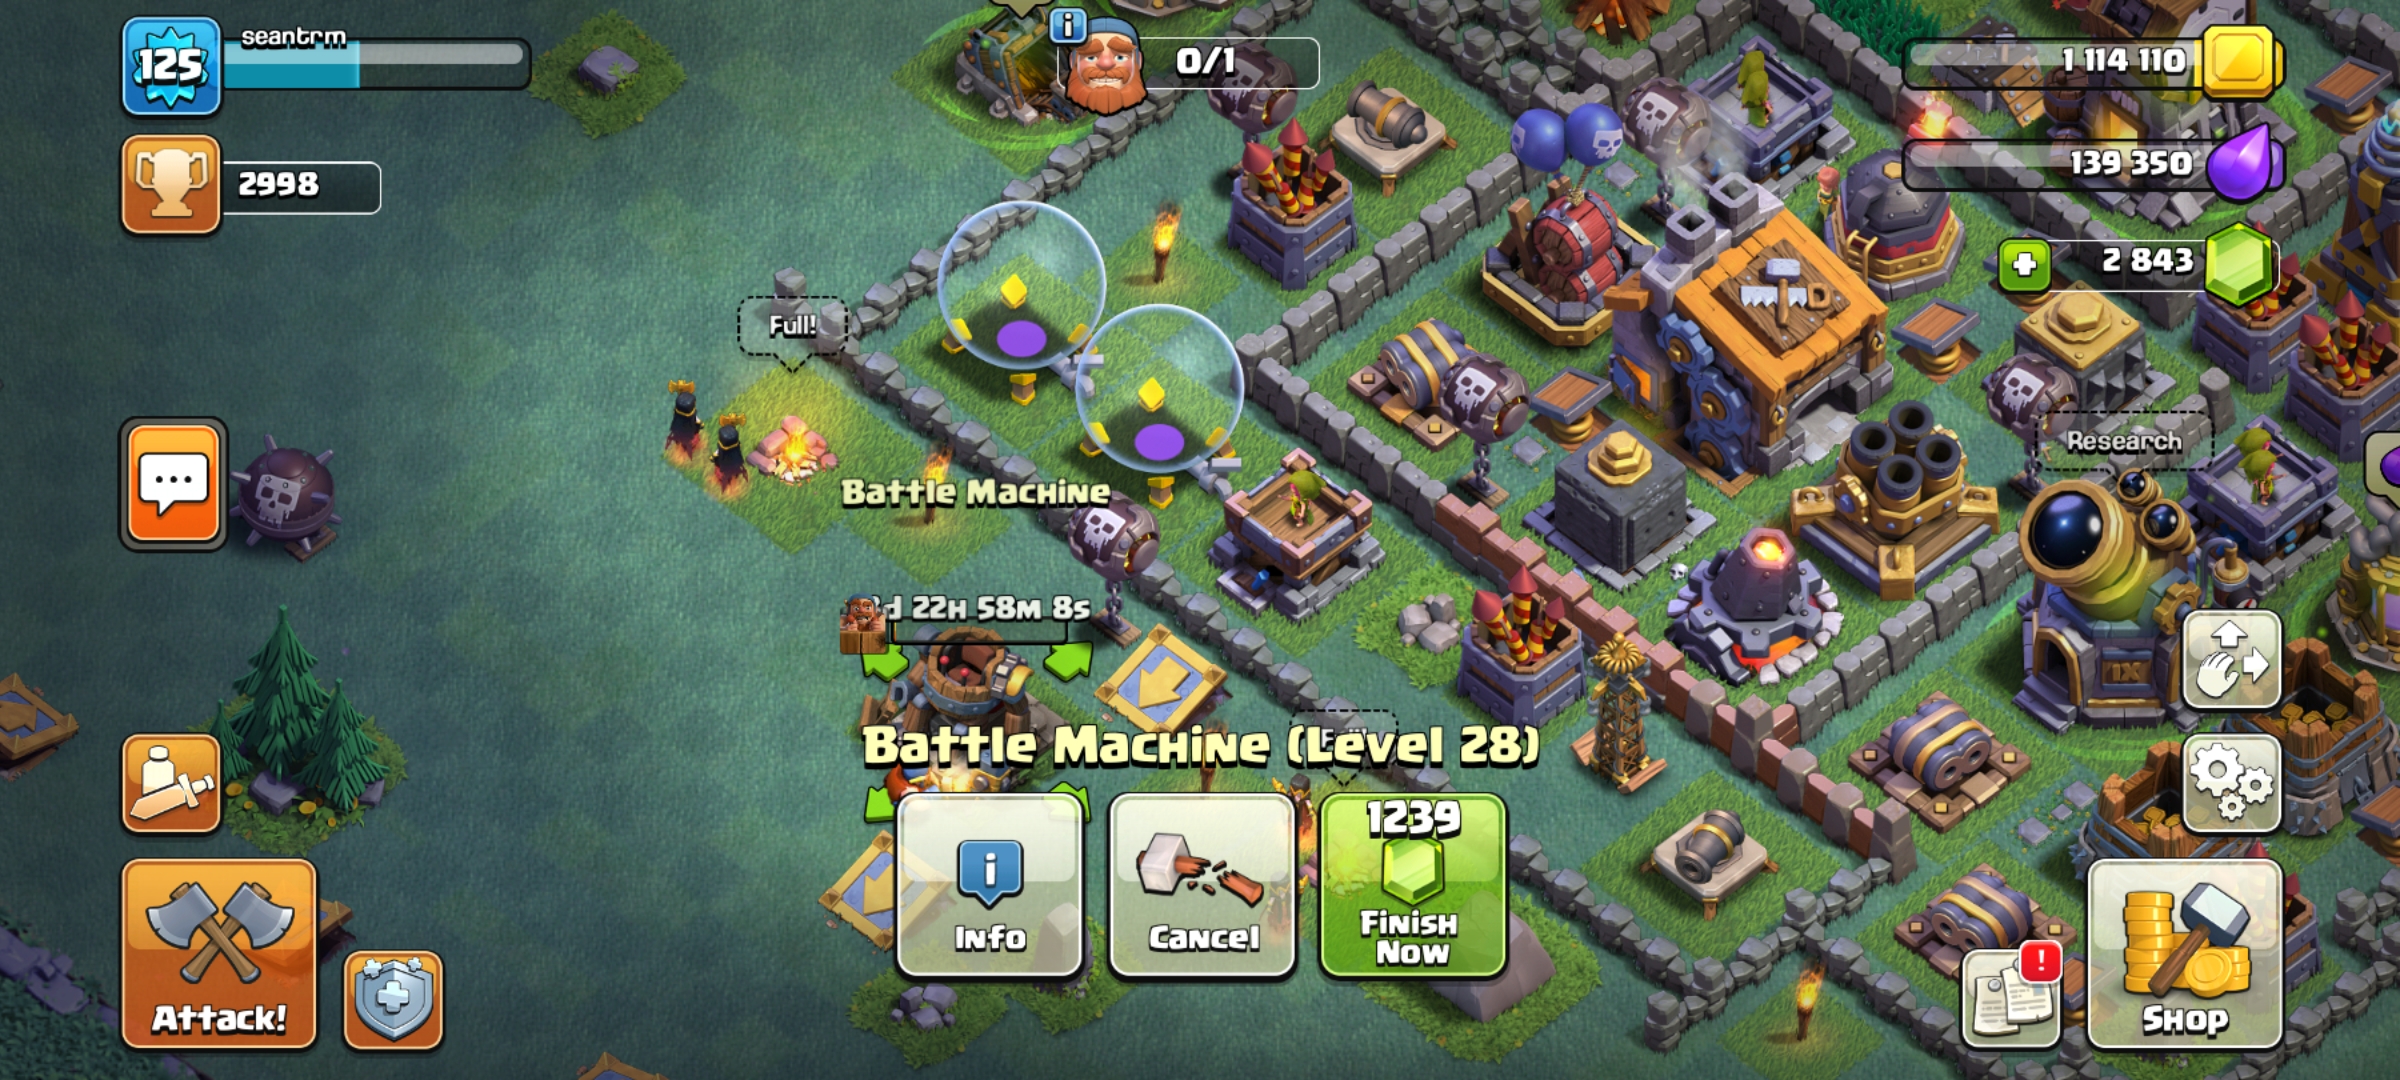 125
seantrm
0/1
1 114 110
139 350
2 843
2998
Full!
Research
Battle Machine
d 22H 58M 8s
IX
Battle Machine (Level 28)
Info
Cancel
1239
Finish
Now
Attack!
!
Shop